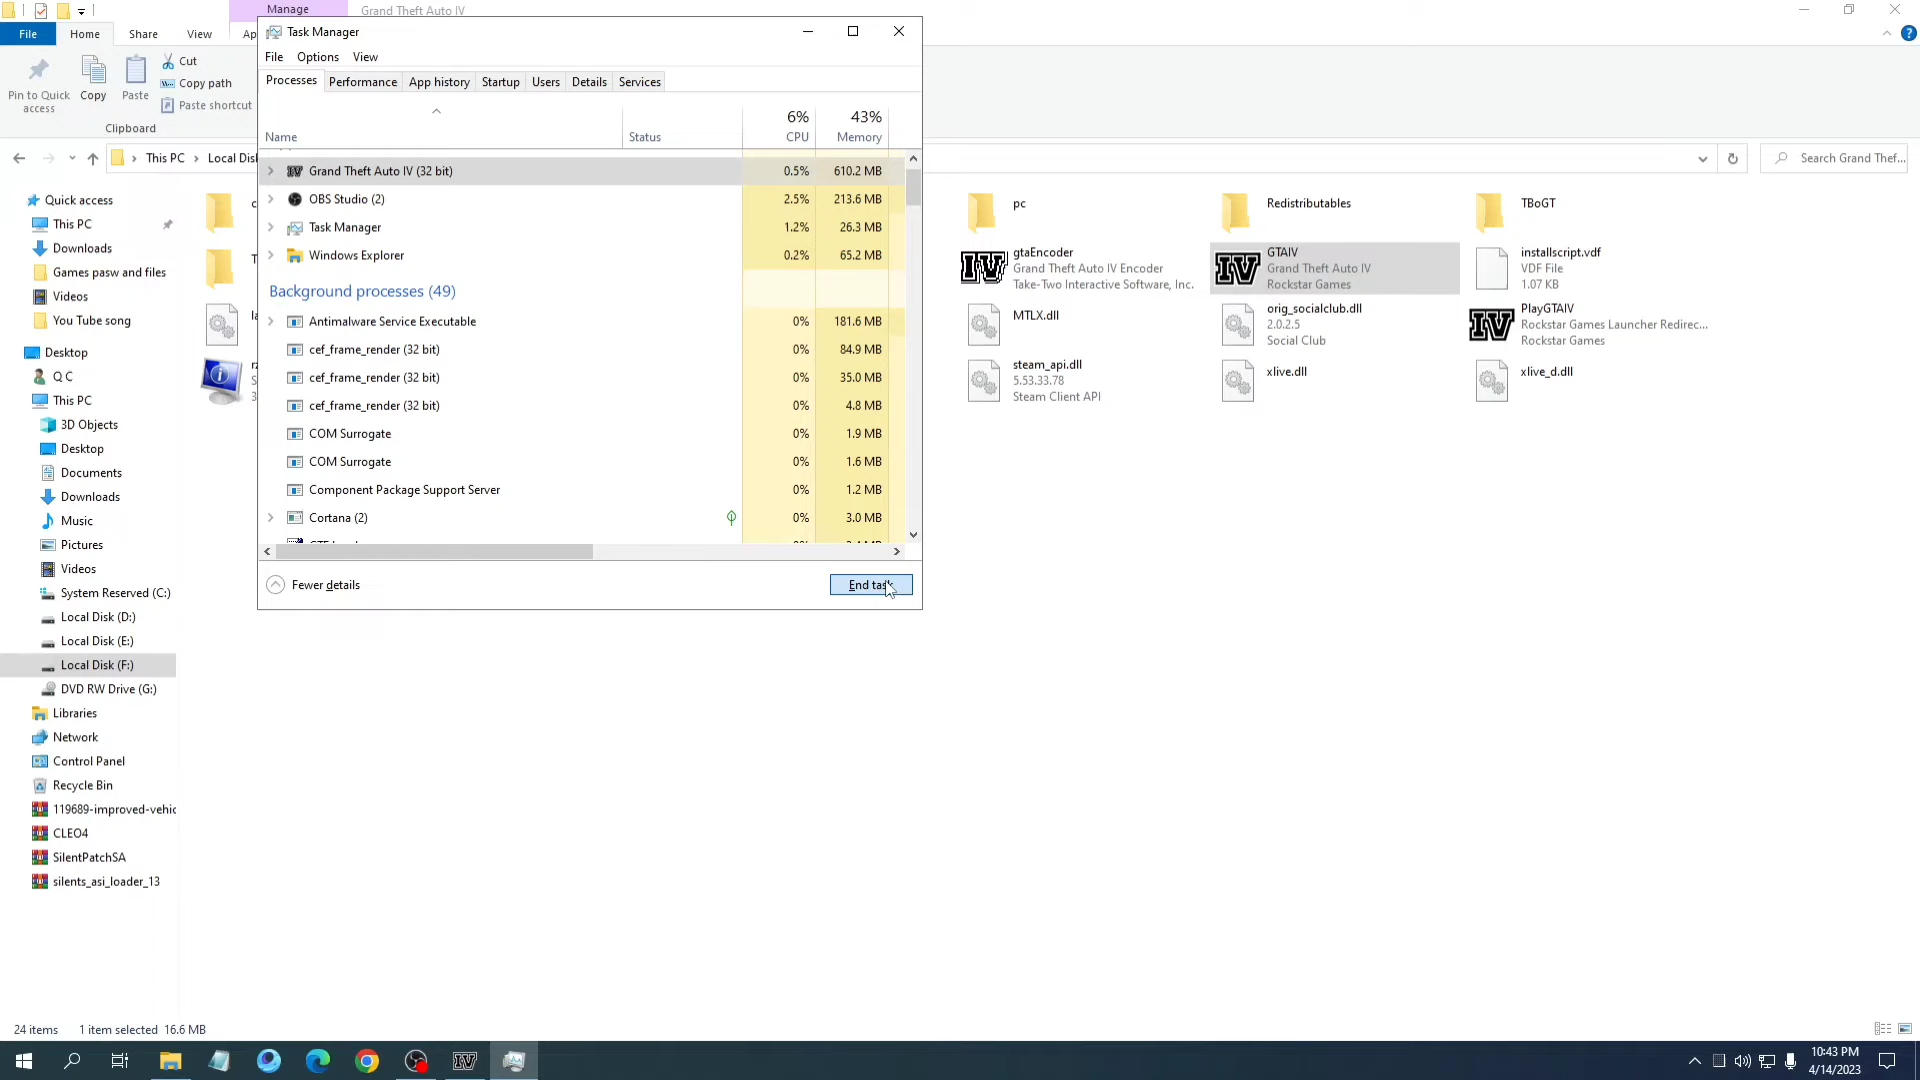 Manage
Grand Theft Auto IV
File
Home
Share
View
Pin to Quick
access
Copy
Paste
Cut
Copy path
Paste shortcut
Clipboard
This PC
Search Grand Thef...
Task Manager
File
Options
View
Processes
Performance
App history
Startup
Users
Details
Services
Name
Status
6%
CPU
43%
Memory
Grand Theft Auto IV (32 bit) 0.5% 610.2 MB
OBS Studio (2) 2.5% 213.6 MB
Task Manager 1.2% 26.3 MB
Windows Explorer 0.2% 65.2 MB
Background processes (49)
Antimalware Service Executable 0% 181.6 MB
cef_frame_render (32 bit) 0% 84.9 MB
cef_frame_render (32 bit) 0% 35.0 MB
cef_frame_render (32 bit) 0% 4.8 MB
COM Surrogate 0% 1.9 MB
COM Surrogate 0% 1.6 MB
Component Package Support Server 0% 1.2 MB
Cortana (2) 0% 3.0 MB
Fewer details
End task
Quick access
This PC
Downloads
Games pasw and files
Videos
You Tube song
Desktop
Q C
This PC
3D Objects
Desktop
Documents
Downloads
Music
Pictures
Videos
System Reserved (C:)
Local Disk (D:)
Local Disk (E:)
Local Disk (F:)
DVD RW Drive (G:)
Libraries
Network
Control Panel
Recycle Bin
119689-improved-vehic
CLEO4
SilentPatchSA
silents_asi_loader_13
pc
Redistributables
TBoGT
gtaEncoder
Grand Theft Auto IV Encoder
Take-Two Interactive Software, Inc.
GTAIV
Grand Theft Auto IV
Rockstar Games
installscript.vdf
VDF File
1.07 KB
MTLX.dll
orig_socialclub.dll
2.0.2.5
Social Club
PlayGTAIV
Rockstar Games Launcher Redirec...
Rockstar Games
steam_api.dll
5.53.33.78
Steam Client API
xlive.dll
xlive_d.dll
24 items
1 item selected 16.6 MB
10:43 PM
4/14/2023